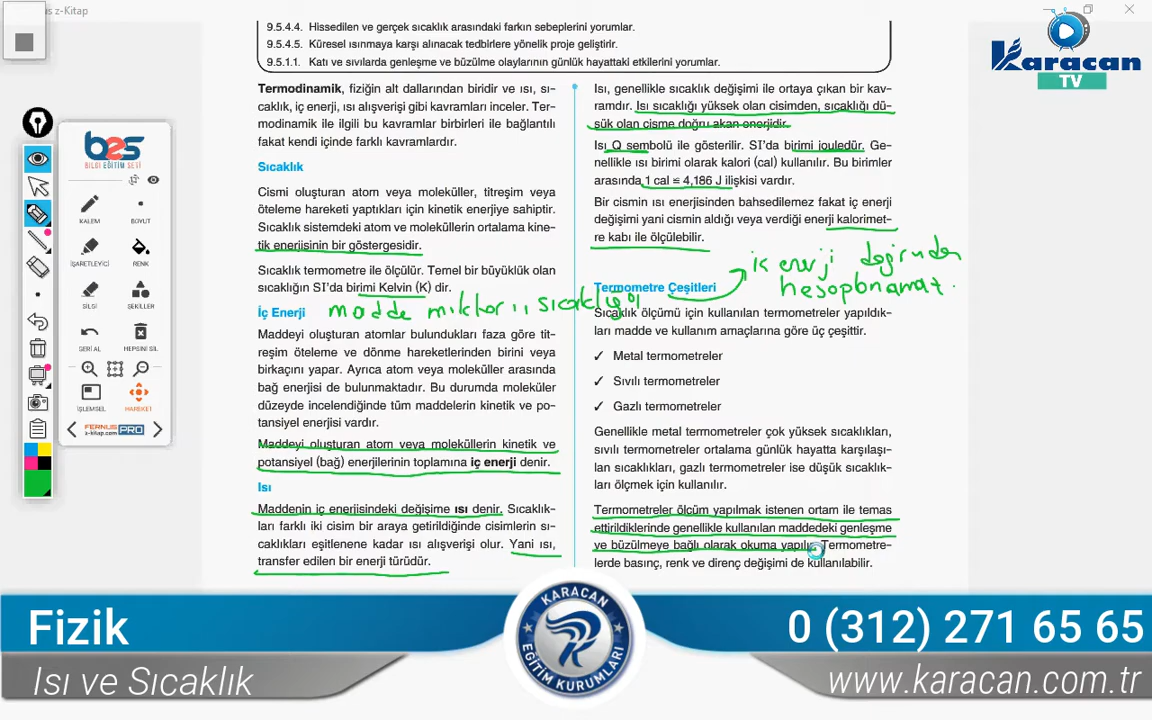 us z-Kitap
9.5.4.4. Hissedilen ve gerçek sıcaklık arasındaki farkın sebeplerini yorumlar.
9.5.4.5. Küresel ısınmaya karşı alınacak tedbirlere yönelik proje geliştirir.
9.5.1.1. Katı ve sıvılarda genleşme ve büzülme olaylarının günlük hayattaki etkilerini yorumlar.
Karacan
TV
Termodinamik, fiziğin alt dallarından biridir ve ısı, sı-
caklık, iç enerji, ısı alışverişi gibi kavramları inceler. Ter-
modinamik ile ilgili bu kavramlar birbirleri ile bağlantılı
fakat kendi içinde farklı kavramlardır.
Sıcaklık
Cismi oluşturan atom veya moleküller, titreşim veya
öteleme hareketi yaptıkları için kinetik enerjiye sahiptir.
Sıcaklık sistemdeki atom ve moleküllerin ortalama kine-
tik enerjisinin bir göstergesidir.
Sıcaklık termometre ile ölçülür. Temel bir büyüklük olan
sıcaklığın SI'da birimi Kelvin (K) dir.
İç Enerji
madde miktarı, sıcaklığı
Maddeyi oluşturan atomlar bulundukları faza göre tit-
reşim öteleme ve dönme hareketlerinden birini veya
birkaçını yapar. Ayrıca atom veya moleküller arasında
bağ enerjisi de bulunmaktadır. Bu durumda moleküler
düzeyde incelendiğinde tüm maddelerin kinetik ve po-
tansiyel enerjisi vardır.
Maddeyi oluşturan atom veya moleküllerin kinetik ve
potansiyel (bağ) enerjilerinin toplamına iç enerji denir.
Isı
Maddenin iç enerjisindeki değişime ısı denir. Sıcaklık-
ları farklı iki cisim bir araya getirildiğinde cisimlerin sı-
caklıkları eşitlenene kadar ısı alışverişi olur. Yani ısı,
transfer edilen bir enerji türüdür.
Isı, genellikle sıcaklık değişimi ile ortaya çıkan bir kav-
ramdır. Isı sıcaklığı yüksek olan cisimden, sıcaklığı dü-
şük olan cisme doğru akan enerjidir.
Isı Q sembolü ile gösterilir. SI'da birimi jouledür. Ge-
nellikle ısı birimi olarak kalori (cal) kullanılır. Bu birimler
arasında 1 cal ≅ 4,186 J ilişkisi vardır.
Bir cismin ısı enerjisinden bahsedilemez fakat iç enerji
değişimi yani cismin aldığı veya verdiği enerji kalorimet-
re kabı ile ölçülebilir.
iç enerji doğrudan
hesaplanamaz.
Termometre Çeşitleri
Sıcaklık ölçümü için kullanılan termometreler yapıldık-
ları madde ve kullanım amaçlarına göre üç çeşittir.
✓ Metal termometreler
✓ Sıvılı termometreler
✓ Gazlı termometreler
Genellikle metal termometreler çok yüksek sıcaklıkları,
sıvılı termometreler ortalama günlük hayatta karşılaşı-
lan sıcaklıkları, gazlı termometreler ise düşük sıcaklık-
ları ölçmek için kullanılır.
Termometreler ölçüm yapılmak istenen ortam ile temas
ettirildiklerinde genellikle kullanılan maddedeki genleşme
ve büzülmeye bağlı olarak okuma yapılır. Termometre-
lerde basınç, renk ve direnç değişimi de kullanılabilir.
bes
BİLGİ EĞİTİM SETİ
KALEM
BOYUT
İŞARETLEYİCİ
RENK
SİLGİ
ŞEKİLLER
GERİ AL
HEPSİNİ SİL
İŞLEMSEL
HAREKET
FERNUS
z-kitap.com
PRO
Fizik
Isı ve Sıcaklık
KARACAN
EĞİTİM KURUMLARI
0 (312) 271 65 65
www.karacan.com.tr